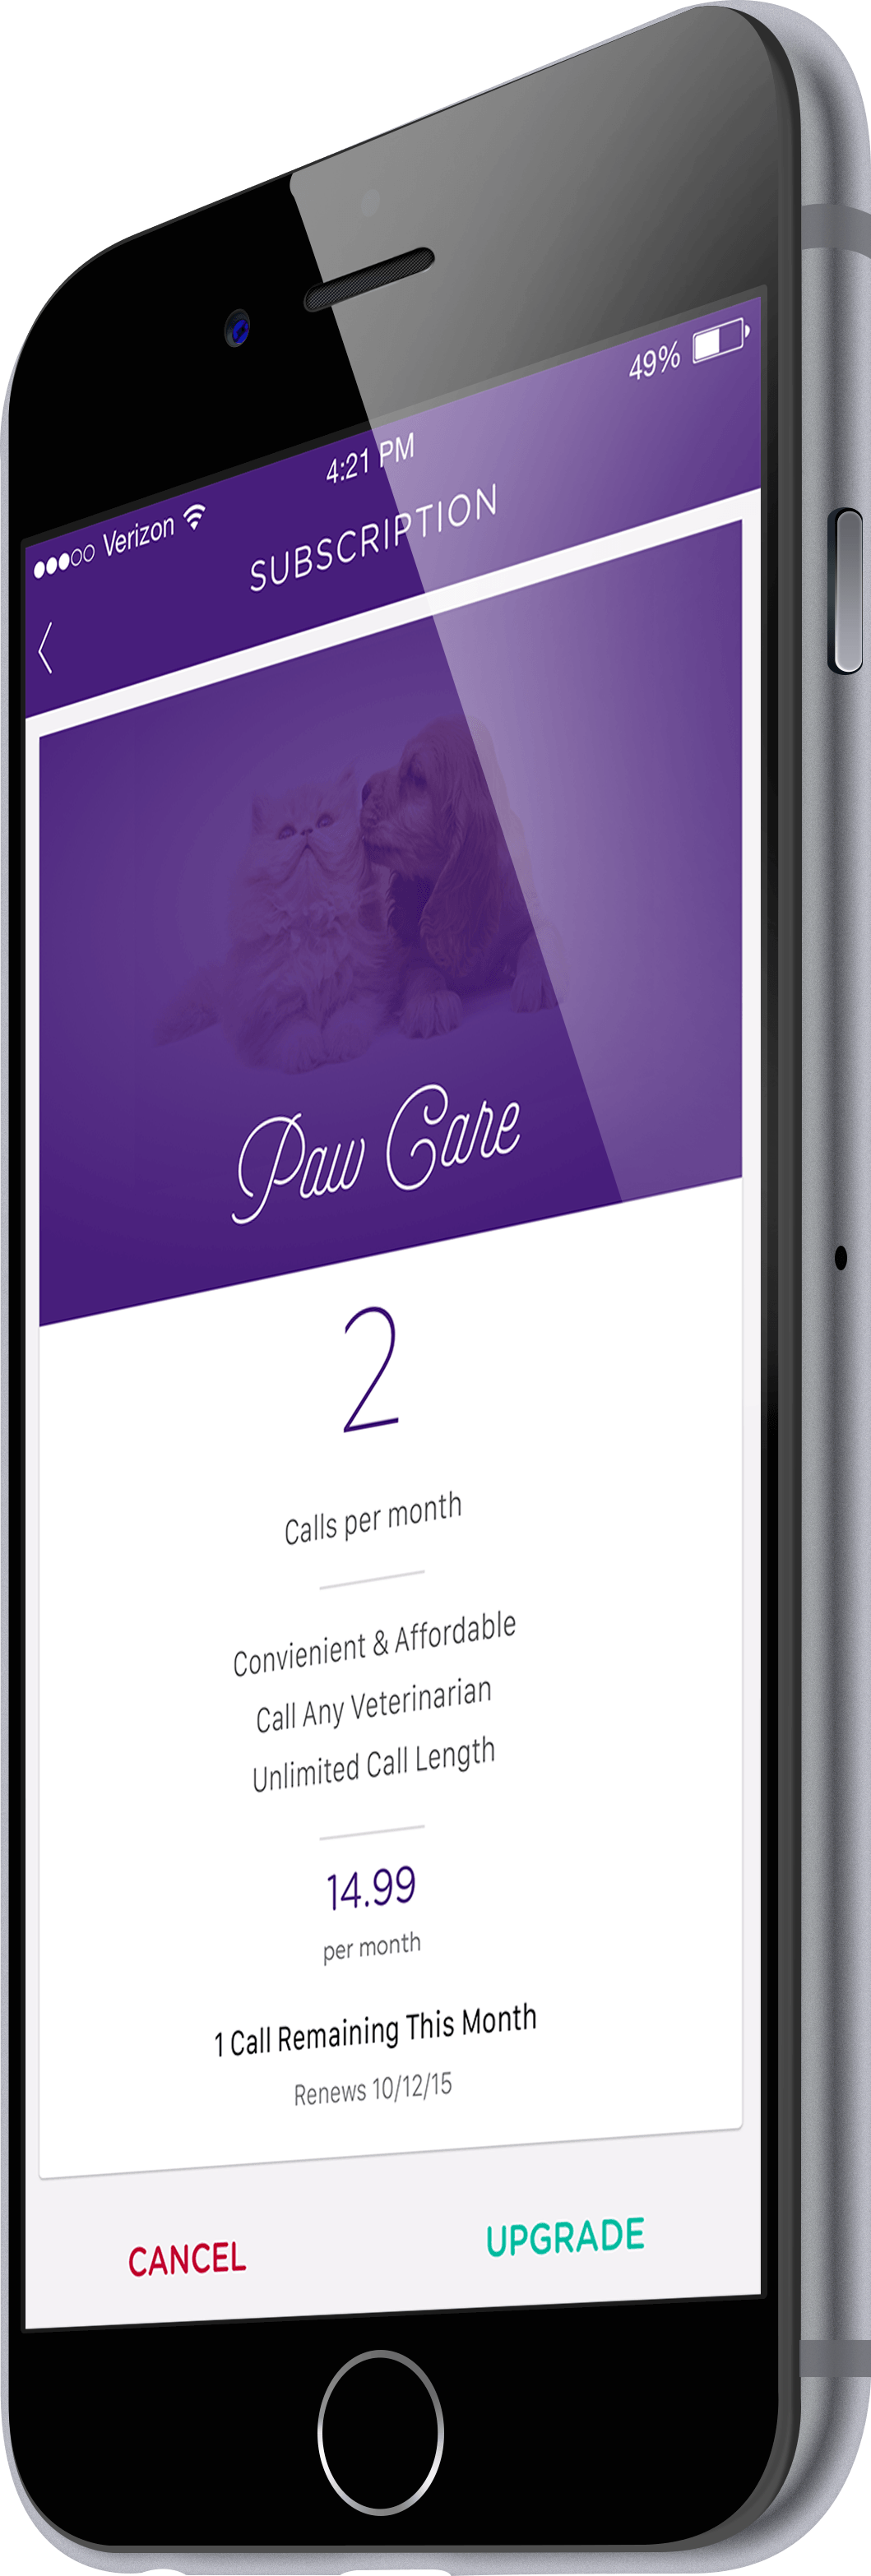 Verizon 4:21 PM 49%
SUBSCRIPTION
Paw Care
2
Calls per month
Convienient & Affordable
Call Any Veterinarian
Unlimited Call Length
14.99
per month
1 Call Remaining This Month
Renews 10/12/15
CANCEL UPGRADE